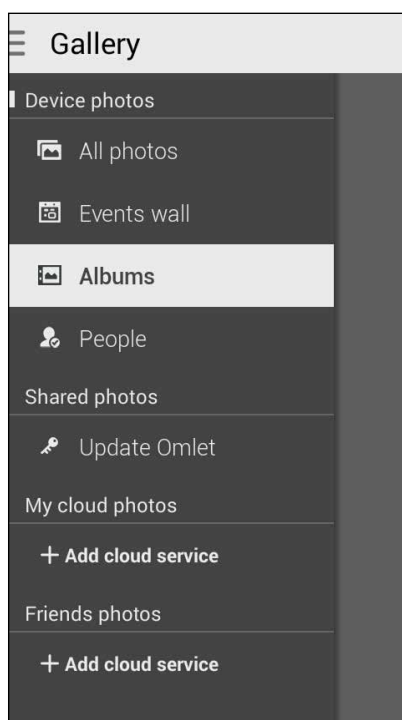 Gallery
Device photos
All photos
Events wall
Albums
People
Shared photos
Update Omlet
My cloud photos
+ Add cloud service
Friends photos
+ Add cloud service